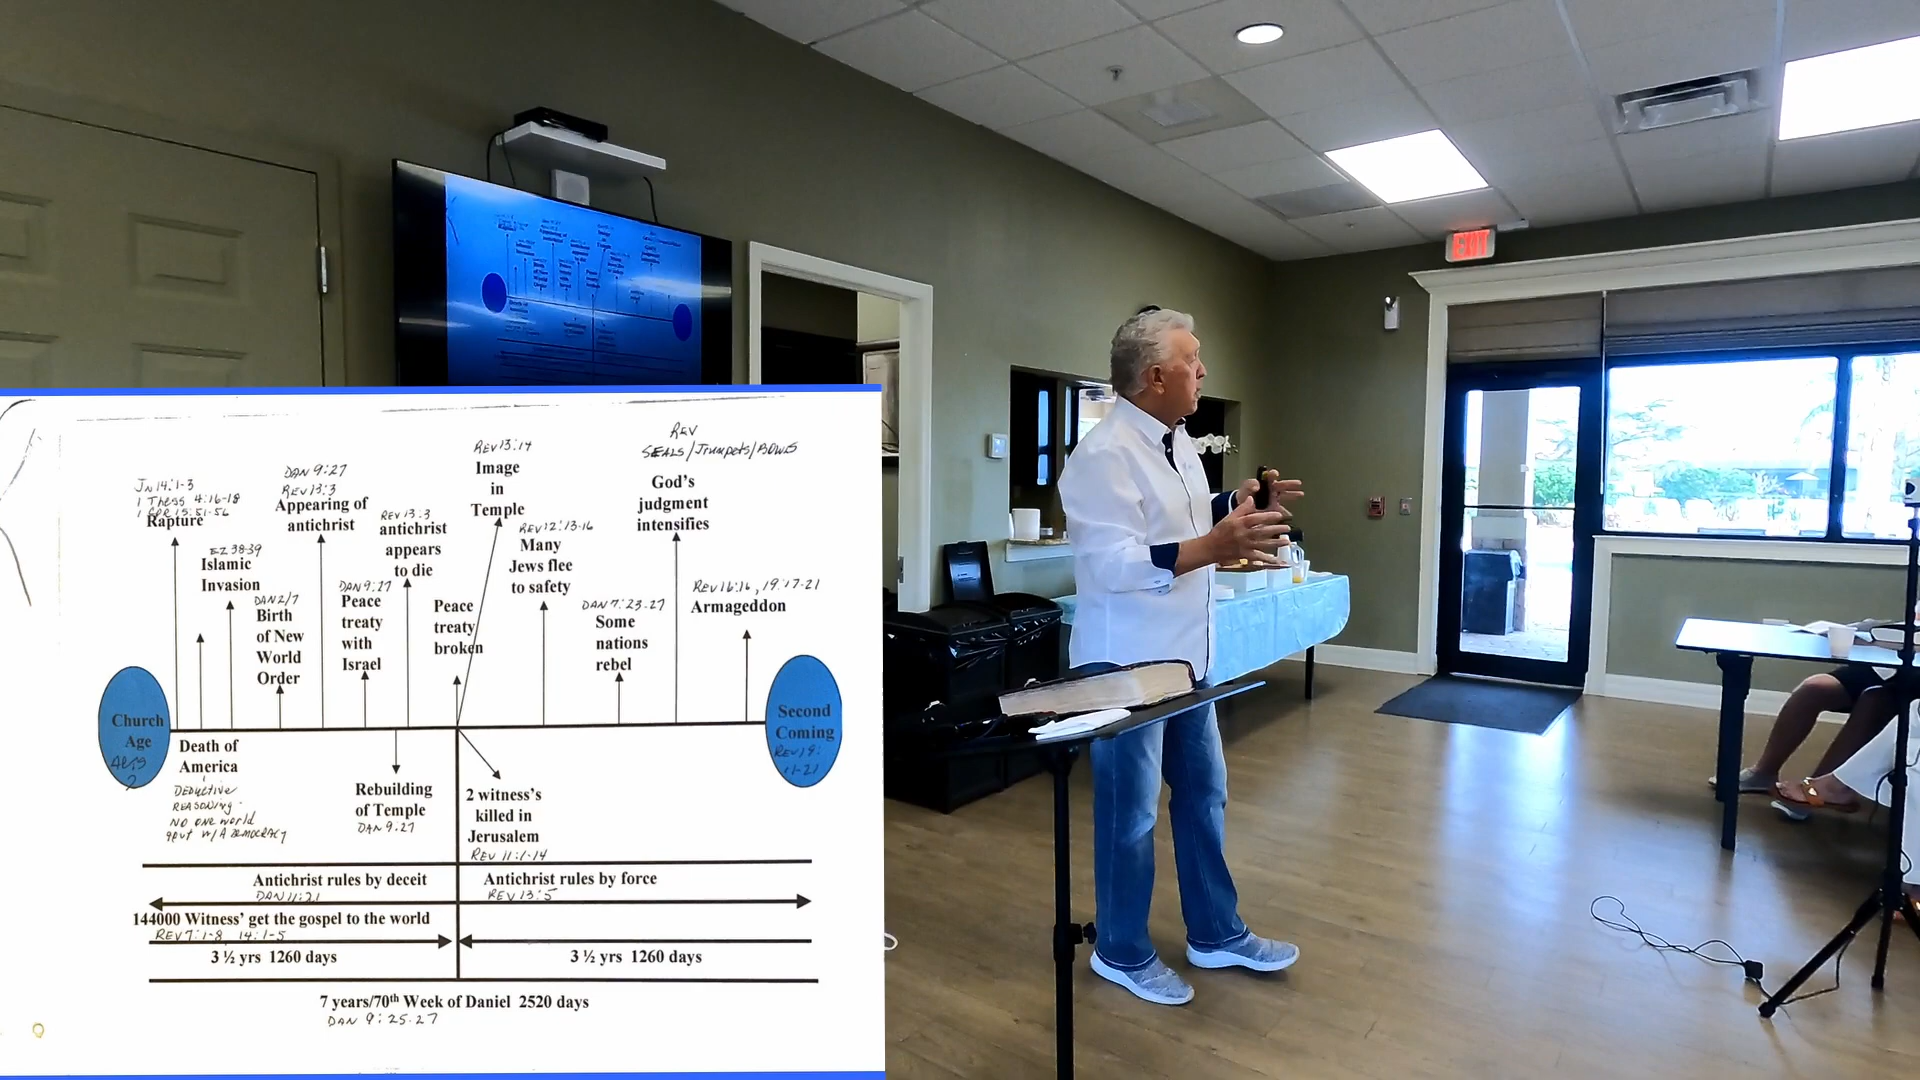 EXIT
REV
SEALS/Trumpets/BOWLS
REV 13:14
Image
in
Temple
DAN 9:27
REV 13:3
Appearing of
antichrist
Jn 14:1-3
1 Thess 4:16-18
1 COR 15:51-56
Rapture
God's
judgment
intensifies
REV 13:3
antichrist
appears
to die
REV 12:13-16
Many
Jews flee
to safety
EZ 38-39
Islamic
Invasion
DAN 2/7
Birth
of New
World
Order
DAN 9:27
Peace
treaty
with
Israel
Peace
treaty
broken
DAN 7:23-27
Some
nations
rebel
Rev 16:16, 19:17-21
Armageddon
Church
Age
Acts
2
Second
Coming
REV 19:
11-21
Death of
America
DEDUCTIVE
REASONING-
NO ONE WORLD
govt w/A DEMOCRACY
Rebuilding
of Temple
DAN 9:27
2 witness's
killed in
Jerusalem
REV 11:1-14
Antichrist rules by deceit
DAN 11:21
Antichrist rules by force
REV 13:5
144000 Witness' get the gospel to the world
REV 7:1-8 14:1-5
3 ½ yrs 1260 days
3 ½ yrs 1260 days
7 years/70th Week of Daniel 2520 days
DAN 9:25-27